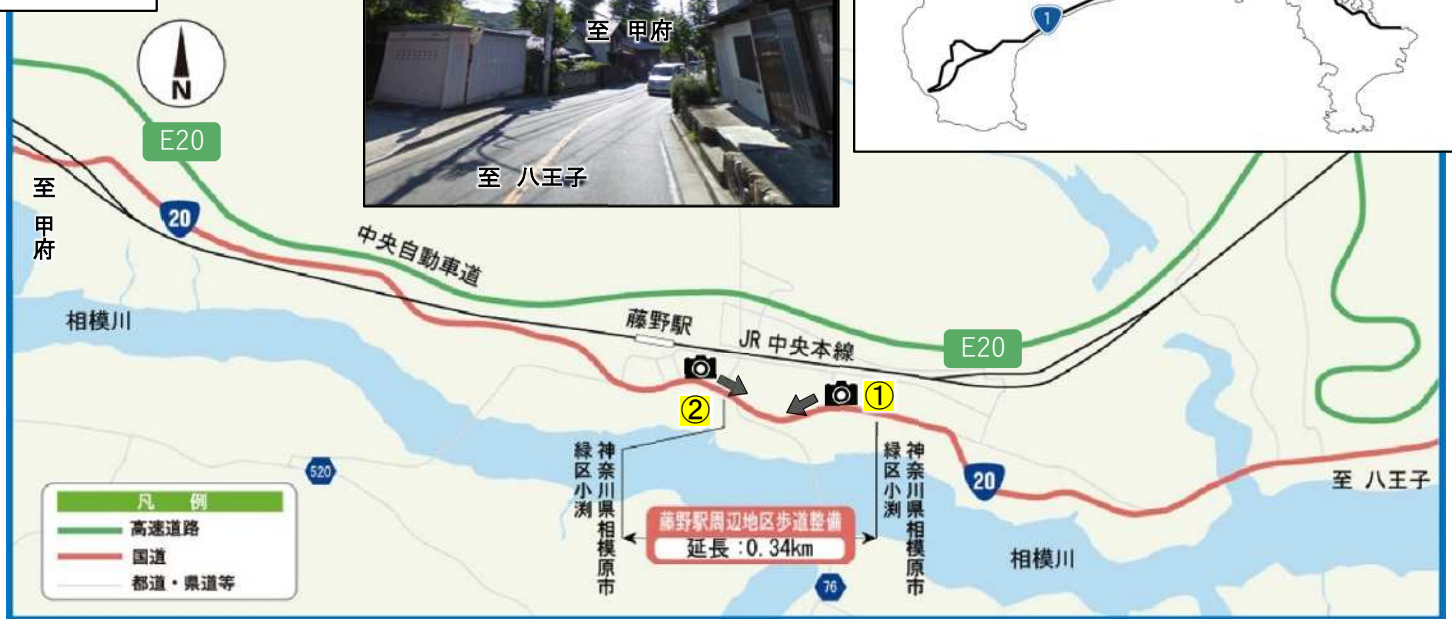 1
至 甲府
至 八王子
N
E20
至 甲府
20
中央自動車道
相模川
藤野駅
JR 中央本線
E20
②
①
神奈川県相模原市
緑区小渕
神奈川県相模原市
緑区小渕
520
20
至 八王子
凡 例
高速道路
国道
都道・県道等
藤野駅周辺地区歩道整備
延長:0.34km
相模川
76